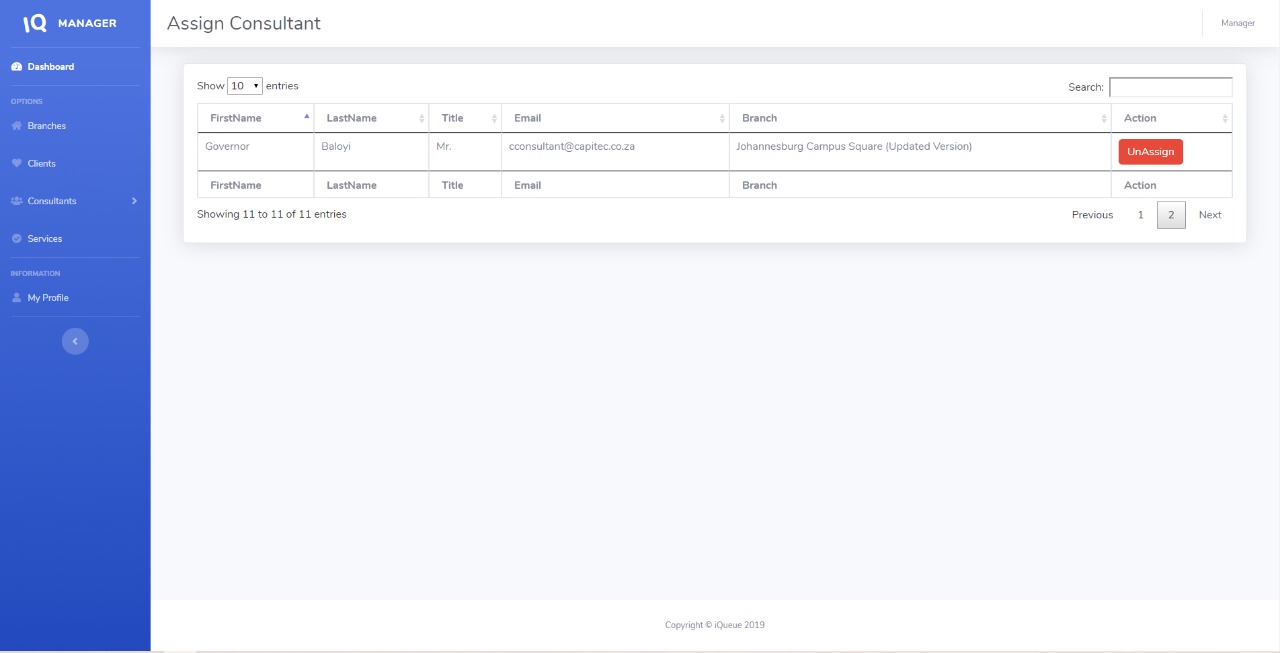 IQ MANAGER
Assign Consultant
Manager
Dashboard
OPTIONS
Branches
Clients
Consultants
Services
INFORMATION
My Profile
Show 10 entries
Search:
FirstName LastName Title Email Branch Action
Governor Baloyi Mr. cconsultant@capitec.co.za Johannesburg Campus Square (Updated Version) UnAssign
FirstName LastName Title Email Branch Action
Showing 11 to 11 of 11 entries
Previous 1 2 Next
Copyright © iQueue 2019